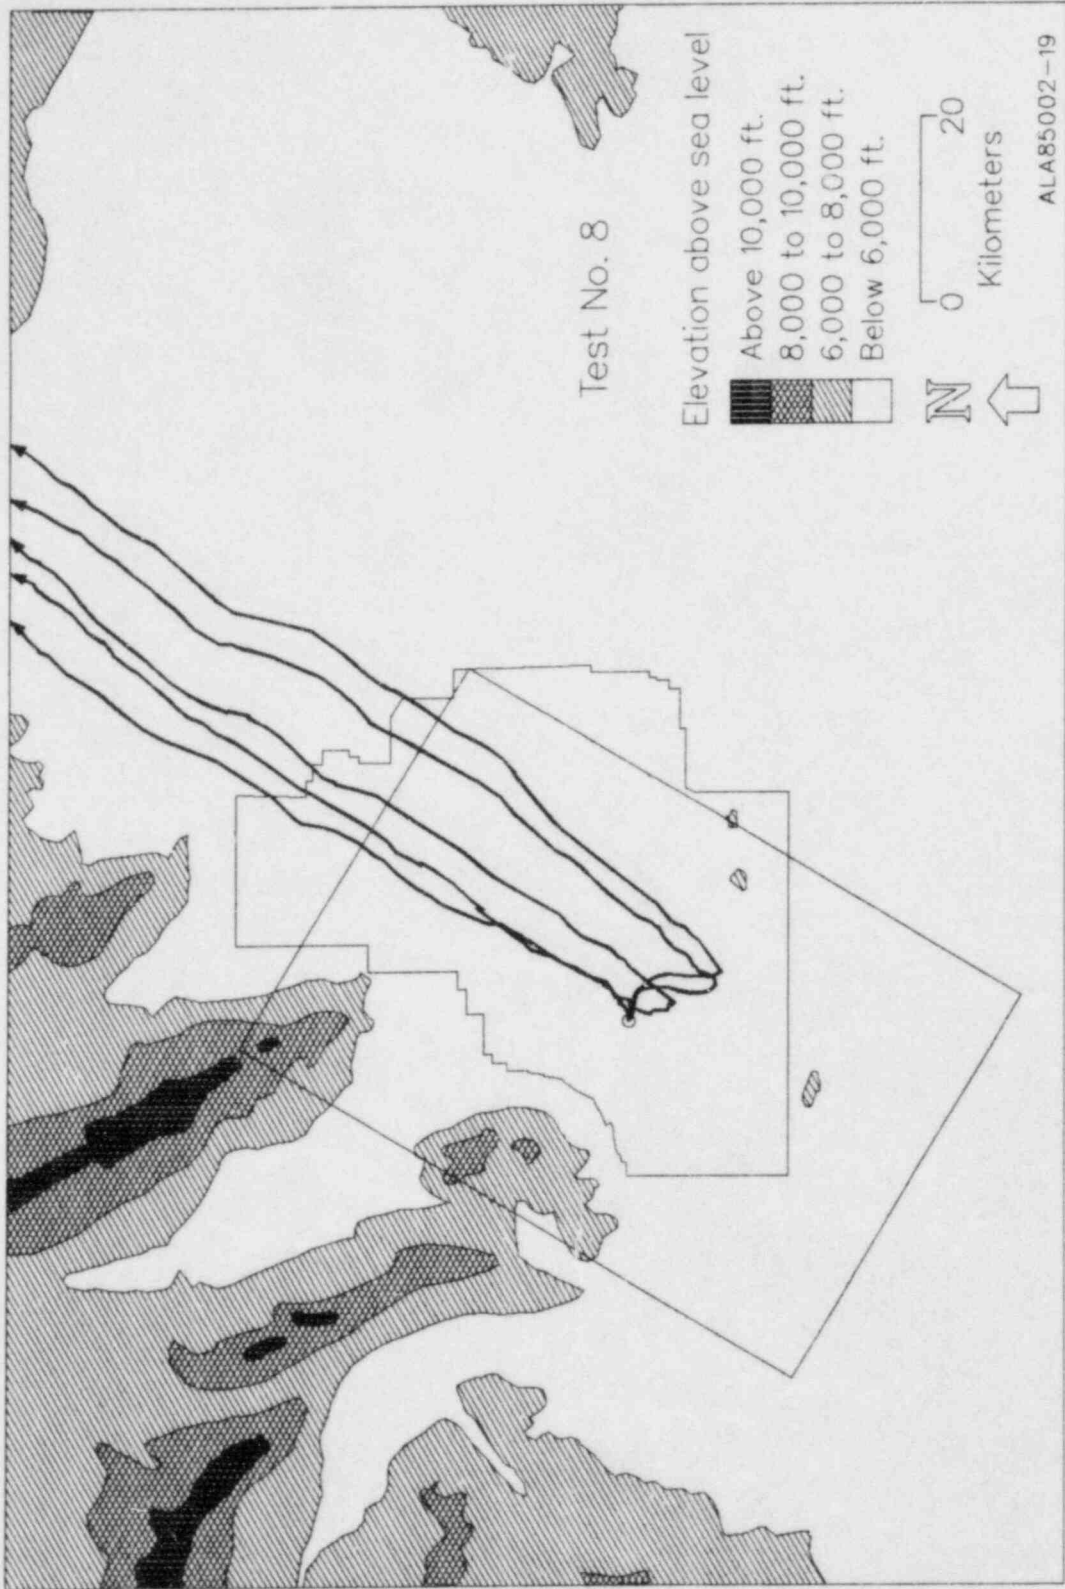 Test No. 8
Elevation above sea level
Above 10,000 ft.
8,000 to 10,000 ft.
6,000 to 8,000 ft.
Below 6,000 ft.
N
0 20
Kilometers
ALA85002-19